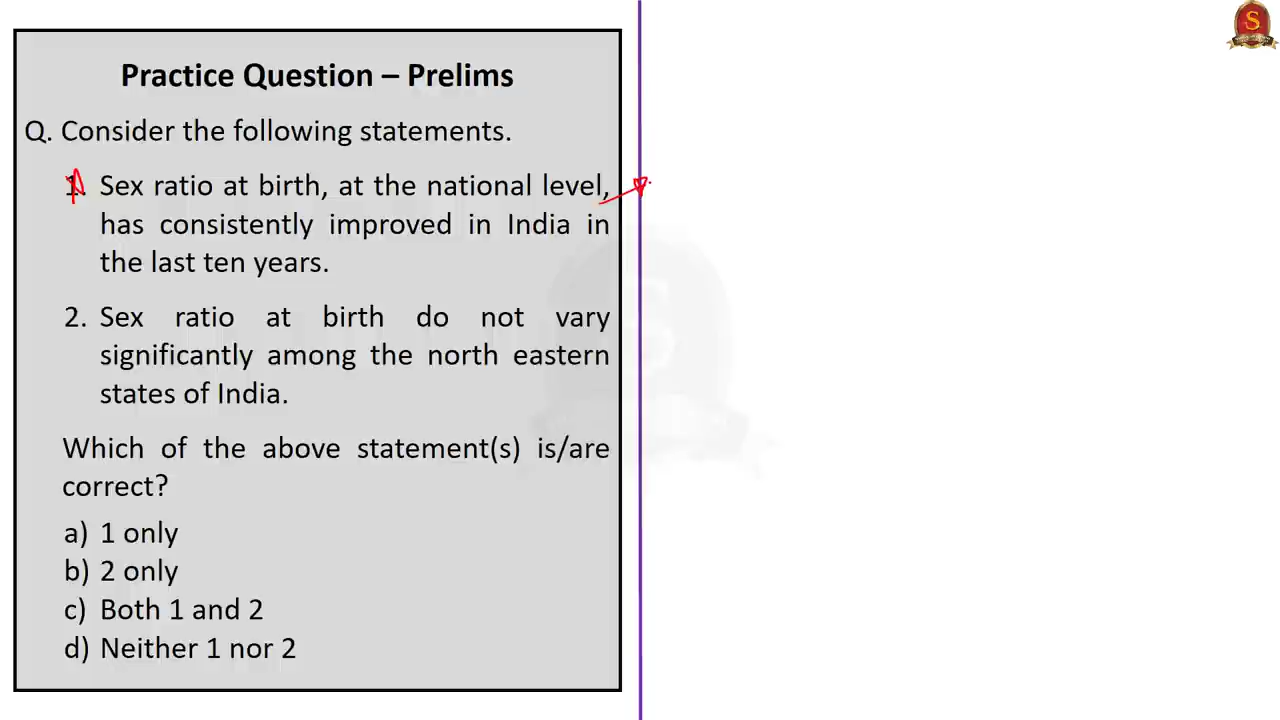 Practice Question – Prelims
Q. Consider the following statements.
1. Sex ratio at birth, at the national level,
has consistently improved in India in
the last ten years.
2. Sex ratio at birth do not vary
significantly among the north eastern
states of India.
Which of the above statement(s) is/are
correct?
a) 1 only
b) 2 only
c) Both 1 and 2
d) Neither 1 nor 2
S